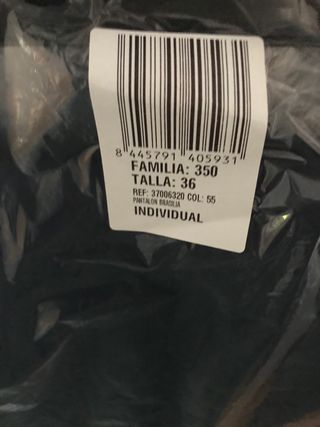 8 445791 405931
FAMILIA: 350
TALLA: 36
REF: 37006320 COL: 55
PANTALON BRASILIA
INDIVIDUAL